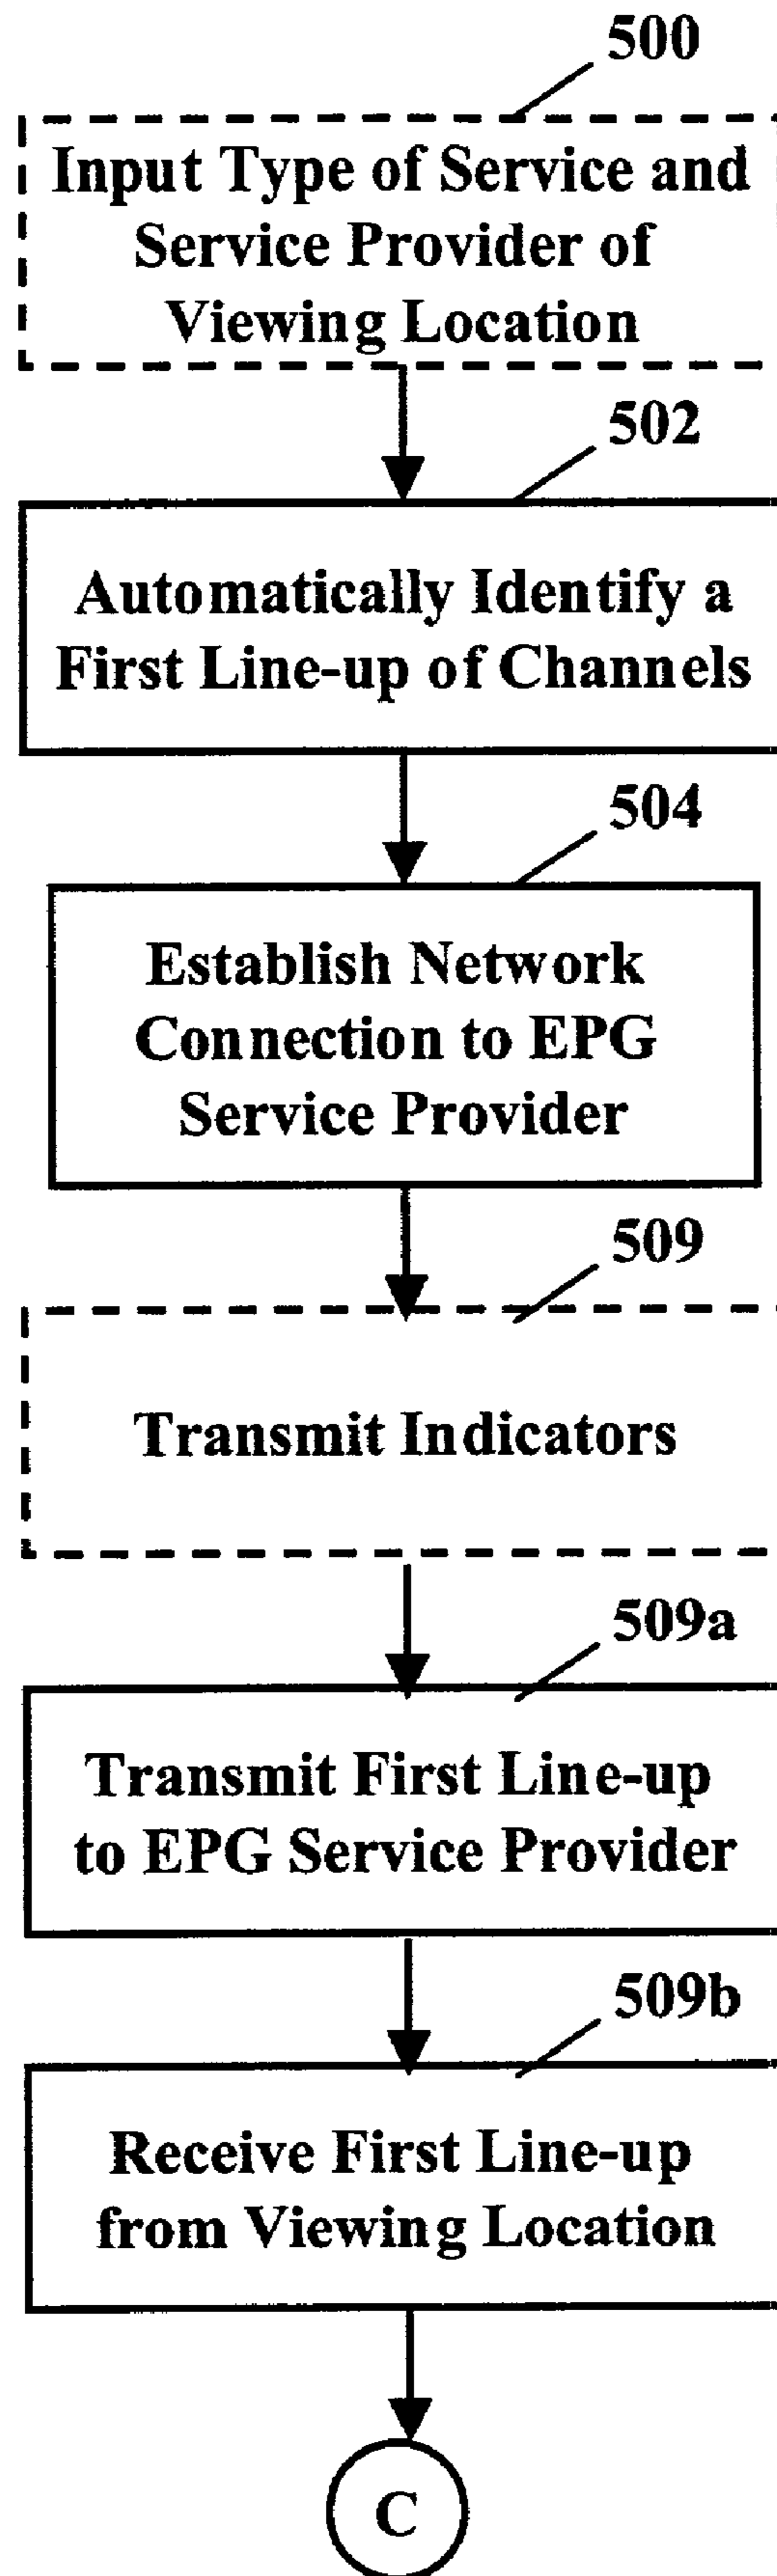 500
Input Type of Service and
Service Provider of
Viewing Location
502
Automatically Identify a
First Line-up of Channels
504
Establish Network
Connection to EPG
Service Provider
509
Transmit Indicators
509a
Transmit First Line-up
to EPG Service Provider
509b
Receive First Line-up
from Viewing Location
C